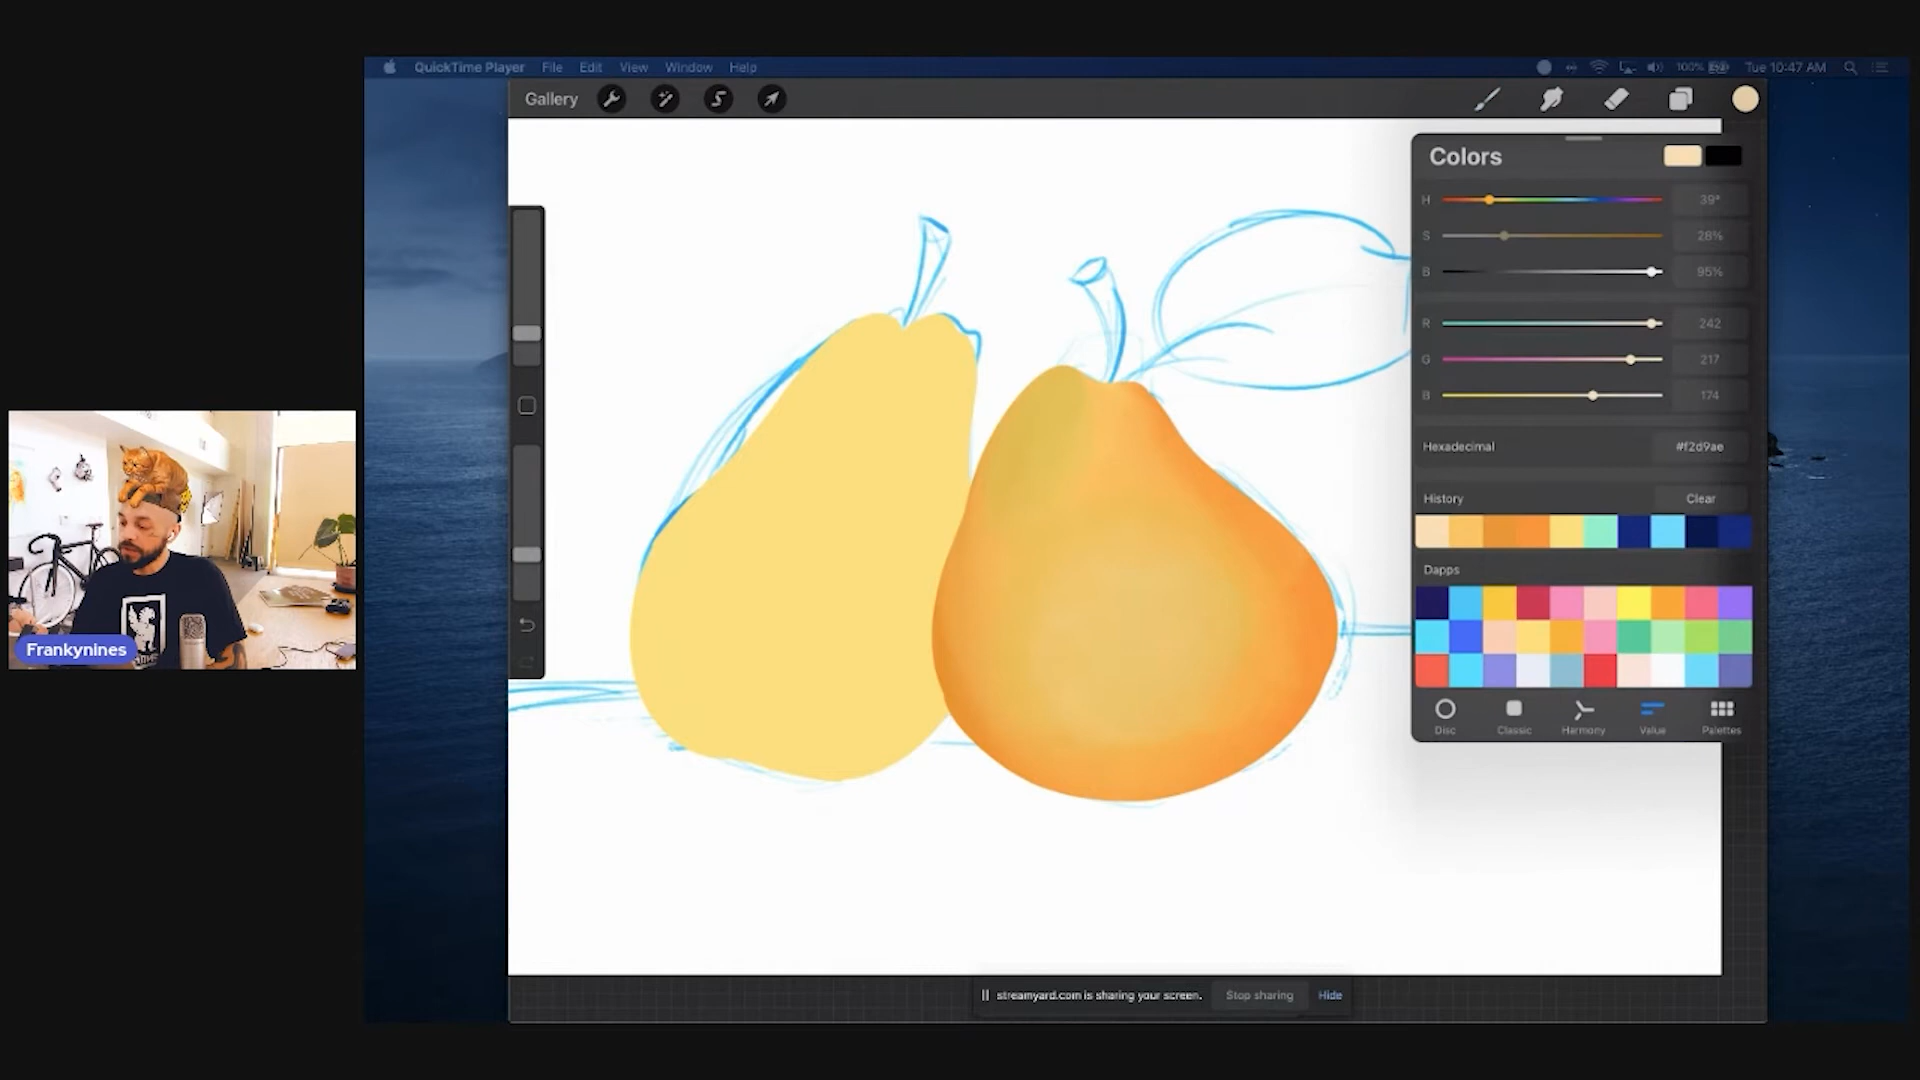 QuickTime Player File Edit View Window Help 100% Tue 10:47 AM
Gallery
Colors
H 39°
S 28%
B 95%
R 242
G 217
B 174
Hexadecimal #f2d9ae
History Clear
Dapps
Disc Classic Harmony Value Palettes
Frankynines
streamyard.com is sharing your screen. Stop sharing Hide